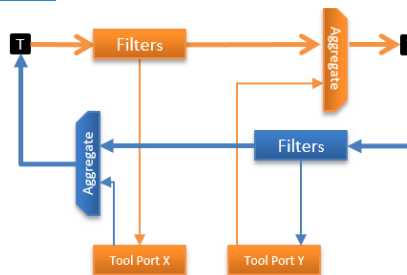 T
Filters
Aggregate
Aggregate
Filters
Tool Port X
Tool Port Y